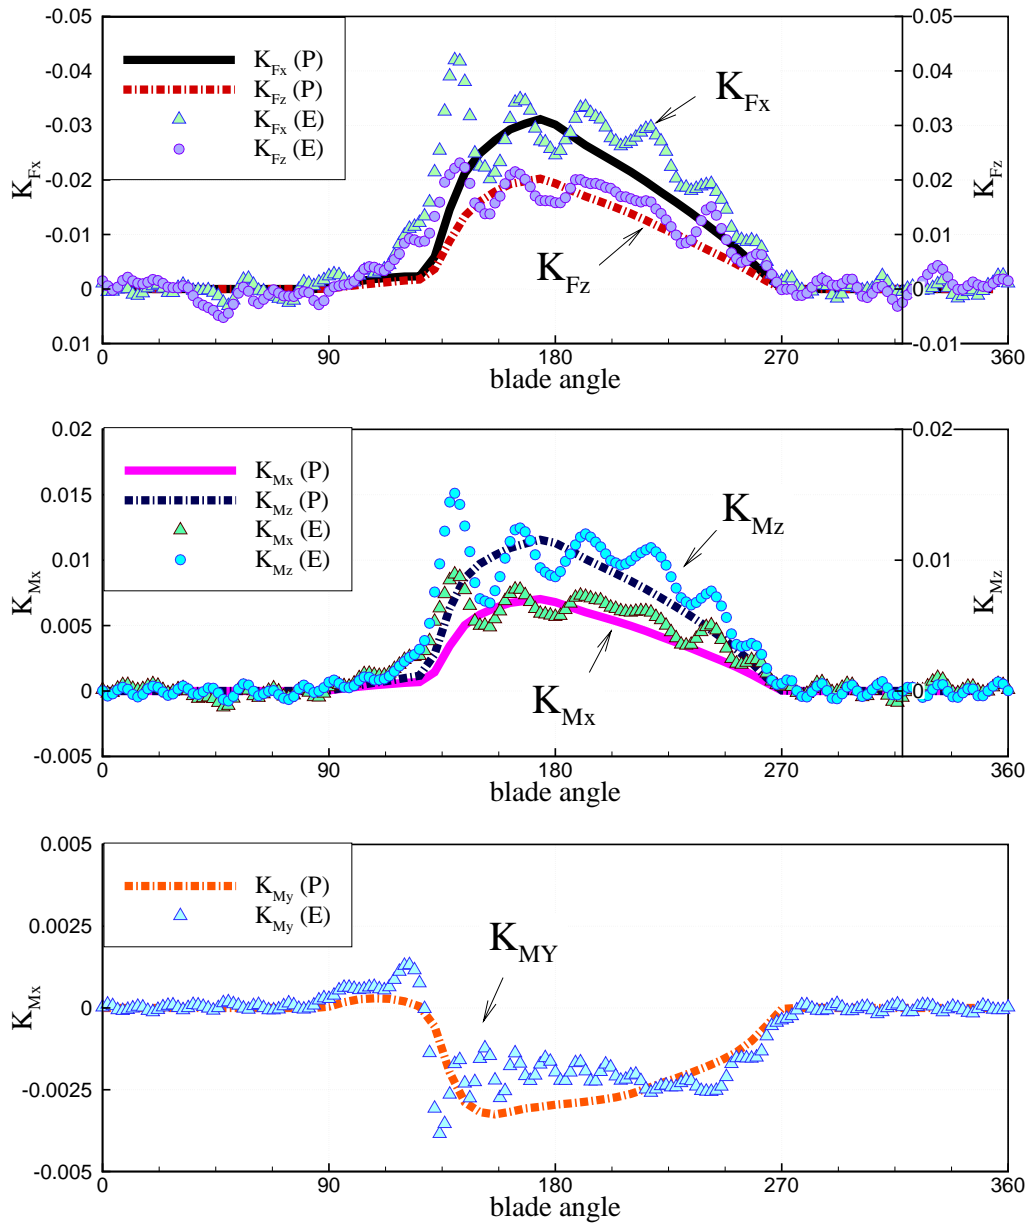 -0.05
-0.04
-0.03
-0.02
-0.01
0
0.01
K_Fx
K_Fx (P)
K_Fz (P)
K_Fx (E)
K_Fz (E)
K_Fx
K_Fz
0.05
0.04
0.03
0.02
0.01
0
-0.01
K_Fz
0 90 180 270 360
blade angle
0.02
0.015
0.01
0.005
0
-0.005
K_Mx
K_Mx (P)
K_Mz (P)
K_Mx (E)
K_Mz (E)
K_Mz
K_Mx
0.02
0.01
0
K_Mz
0 90 180 270 360
blade angle
0.005
0.0025
0
-0.0025
-0.005
K_Mx
K_My (P)
K_My (E)
K_MY
0 90 180 270 360
blade angle